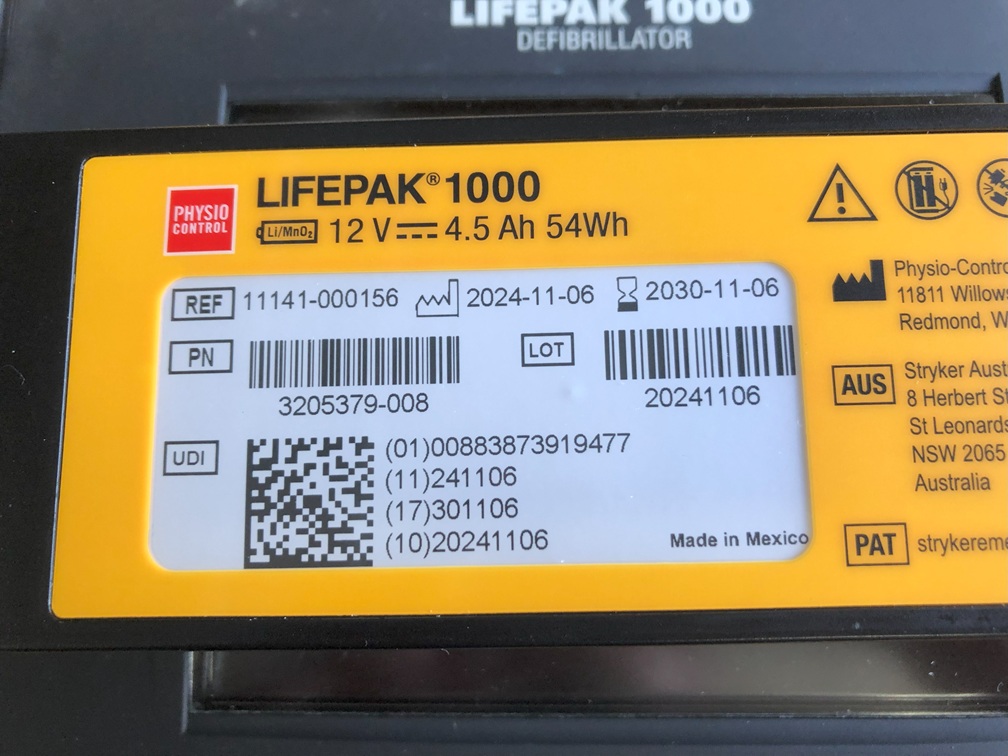 LIFEPAK 1000
DEFIBRILLATOR
PHYSIO
CONTROL
LIFEPAK® 1000
Li/MnO₂ 12 V 4.5 Ah 54Wh
REF 11141-000156 2024-11-06 2030-11-06
PN LOT
3205379-008 20241106
UDI
(01)00883873919477
(11)241106
(17)301106
(10)20241106
Made in Mexico
Physio-Contro
11811 Willows
Redmond, W
AUS
Stryker Aust
8 Herbert St
St Leonards
NSW 2065
Australia
PAT strykereme